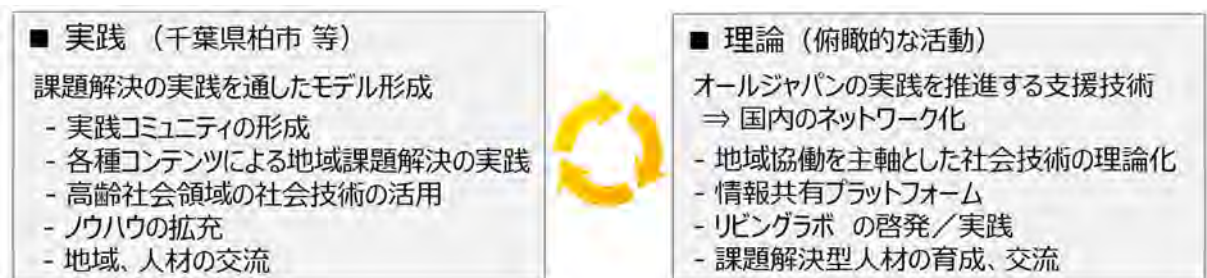 ■ 実践 （千葉県柏市 等）
課題解決の実践を通したモデル形成
- 実践コミュニティの形成
- 各種コンテンツによる地域課題解決の実践
- 高齢社会領域の社会技術の活用
- ノウハウの拡充
- 地域、人材の交流
■ 理論（俯瞰的な活動）
オールジャパンの実践を推進する支援技術
⇒ 国内のネットワーク化
- 地域協働を主軸とした社会技術の理論化
- 情報共有プラットフォーム
- リビングラボ の啓発／実践
- 課題解決型人材の育成、交流